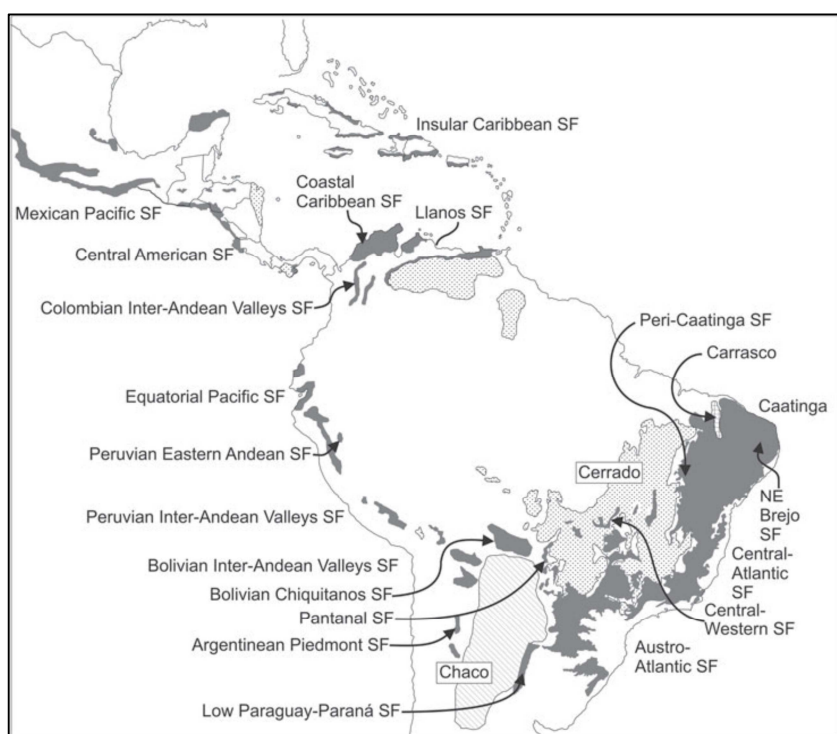 Insular Caribbean SF
Coastal
Caribbean SF
Llanos SF
Mexican Pacific SF
Central American SF
Colombian Inter-Andean Valleys SF
Peri-Caatinga SF
Carrasco
Equatorial Pacific SF
Caatinga
Peruvian Eastern Andean SF
Cerrado
NE
Brejo
SF
Peruvian Inter-Andean Valleys SF
Bolivian Inter-Andean Valleys SF
Central-
Atlantic
SF
Bolivian Chiquitanos SF
Central-
Western SF
Pantanal SF
Argentinean Piedmont SF
Austro-
Atlantic SF
Chaco
Low Paraguay-Paraná SF